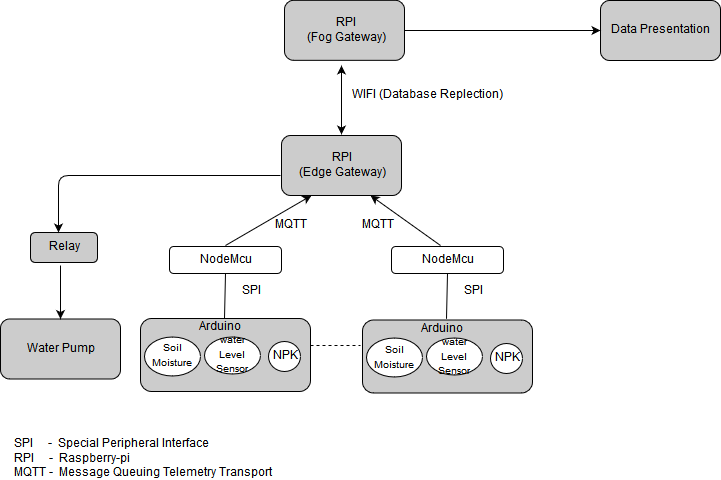 RPI
(Fog Gateway)
Data Presentation
WIFI (Database Replection)
RPI
(Edge Gateway)
MQTT
MQTT
Relay
NodeMcu
NodeMcu
SPI
SPI
Water Pump
Arduino
Soil
Moisture
water
Level
Sensor
NPK
Arduino
Soil
Moisture
water
Level
Sensor
NPK
SPI - Special Peripheral Interface
RPI - Raspberry-pi
MQTT - Message Queuing Telemetry Transport